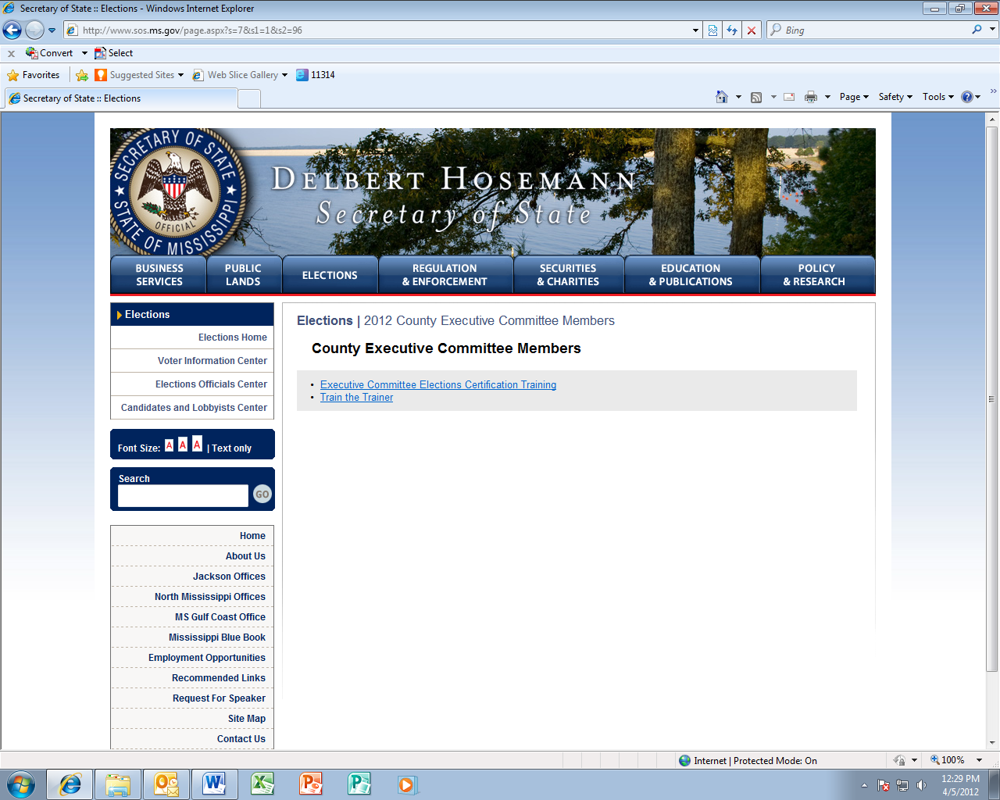 Secretary of State :: Elections - Windows Internet Explorer
http://www.sos.ms.gov/page.aspx?s=7&s1=1&s2=96
Bing
x Convert Select
Favorites Suggested Sites Web Slice Gallery 11314
Secretary of State :: Elections
Page Safety Tools
SECRETARY OF STATE
STATE OF MISSISSIPPI
OFFICIAL
DELBERT HOSEMANN
Secretary of State
BUSINESS SERVICES
PUBLIC LANDS
ELECTIONS
REGULATION & ENFORCEMENT
SECURITIES & CHARITIES
EDUCATION & PUBLICATIONS
POLICY & RESEARCH
Elections
Elections Home
Voter Information Center
Elections Officials Center
Candidates and Lobbyists Center
Font Size: A A A | Text only
Search
GO
Home
About Us
Jackson Offices
North Mississippi Offices
MS Gulf Coast Office
Mississippi Blue Book
Employment Opportunities
Recommended Links
Request For Speaker
Site Map
Contact Us
Elections | 2012 County Executive Committee Members
County Executive Committee Members
• Executive Committee Elections Certification Training
• Train the Trainer
Internet | Protected Mode: On
100%
12:29 PM
4/5/2012